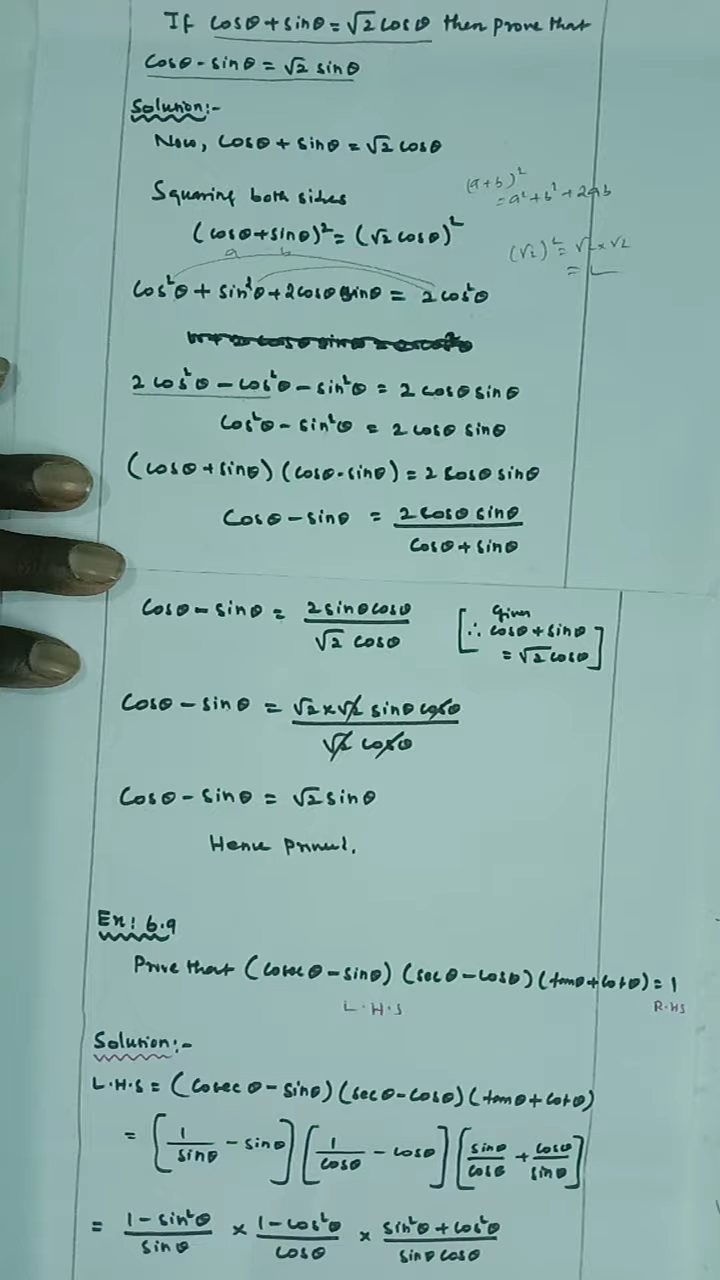 If cosθ + sinθ = √2 cosθ then prove that
cosθ - sinθ = √2 sinθ
Solution:-
Now, cosθ + sinθ = √2 cosθ
Squaring both sides
(a+b)²
= a²+b²+2ab
(cosθ+sinθ)² = (√2 cosθ)²
a b
(√2)² = √2×√2
= 2
cos²θ + sin²θ + 2cosθ sinθ = 2cos²θ
2cos²θ - cos²θ - sin²θ = 2cosθ sinθ
cos²θ - sin²θ = 2cosθ sinθ
(cosθ+sinθ)(cosθ-sinθ) = 2cosθ sinθ
cosθ - sinθ = 2cosθ sinθ / cosθ + sinθ
cosθ - sinθ = 2sinθ cosθ / √2 cosθ [∴ Given cosθ + sinθ = √2 cosθ]
cosθ - sinθ = √2×√2 sinθ cosθ / √2 cosθ
cosθ - sinθ = √2 sinθ
Hence
Ex: 6.9
Prove that (cosec θ - sinθ)(secθ - cosθ)(tanθ + cotθ) = 1
L.H.S R.HS
Solution:-
L.H.S = (cosec θ - sinθ)(secθ - cosθ)(tanθ + cotθ)
= [1/sinθ - sinθ][1/cosθ - cosθ][sinθ/cosθ + cosθ/sinθ]
= 1 - sin²θ / sinθ × 1 - cos²θ / cosθ × sin²θ + cos²θ / sinθ cosθ